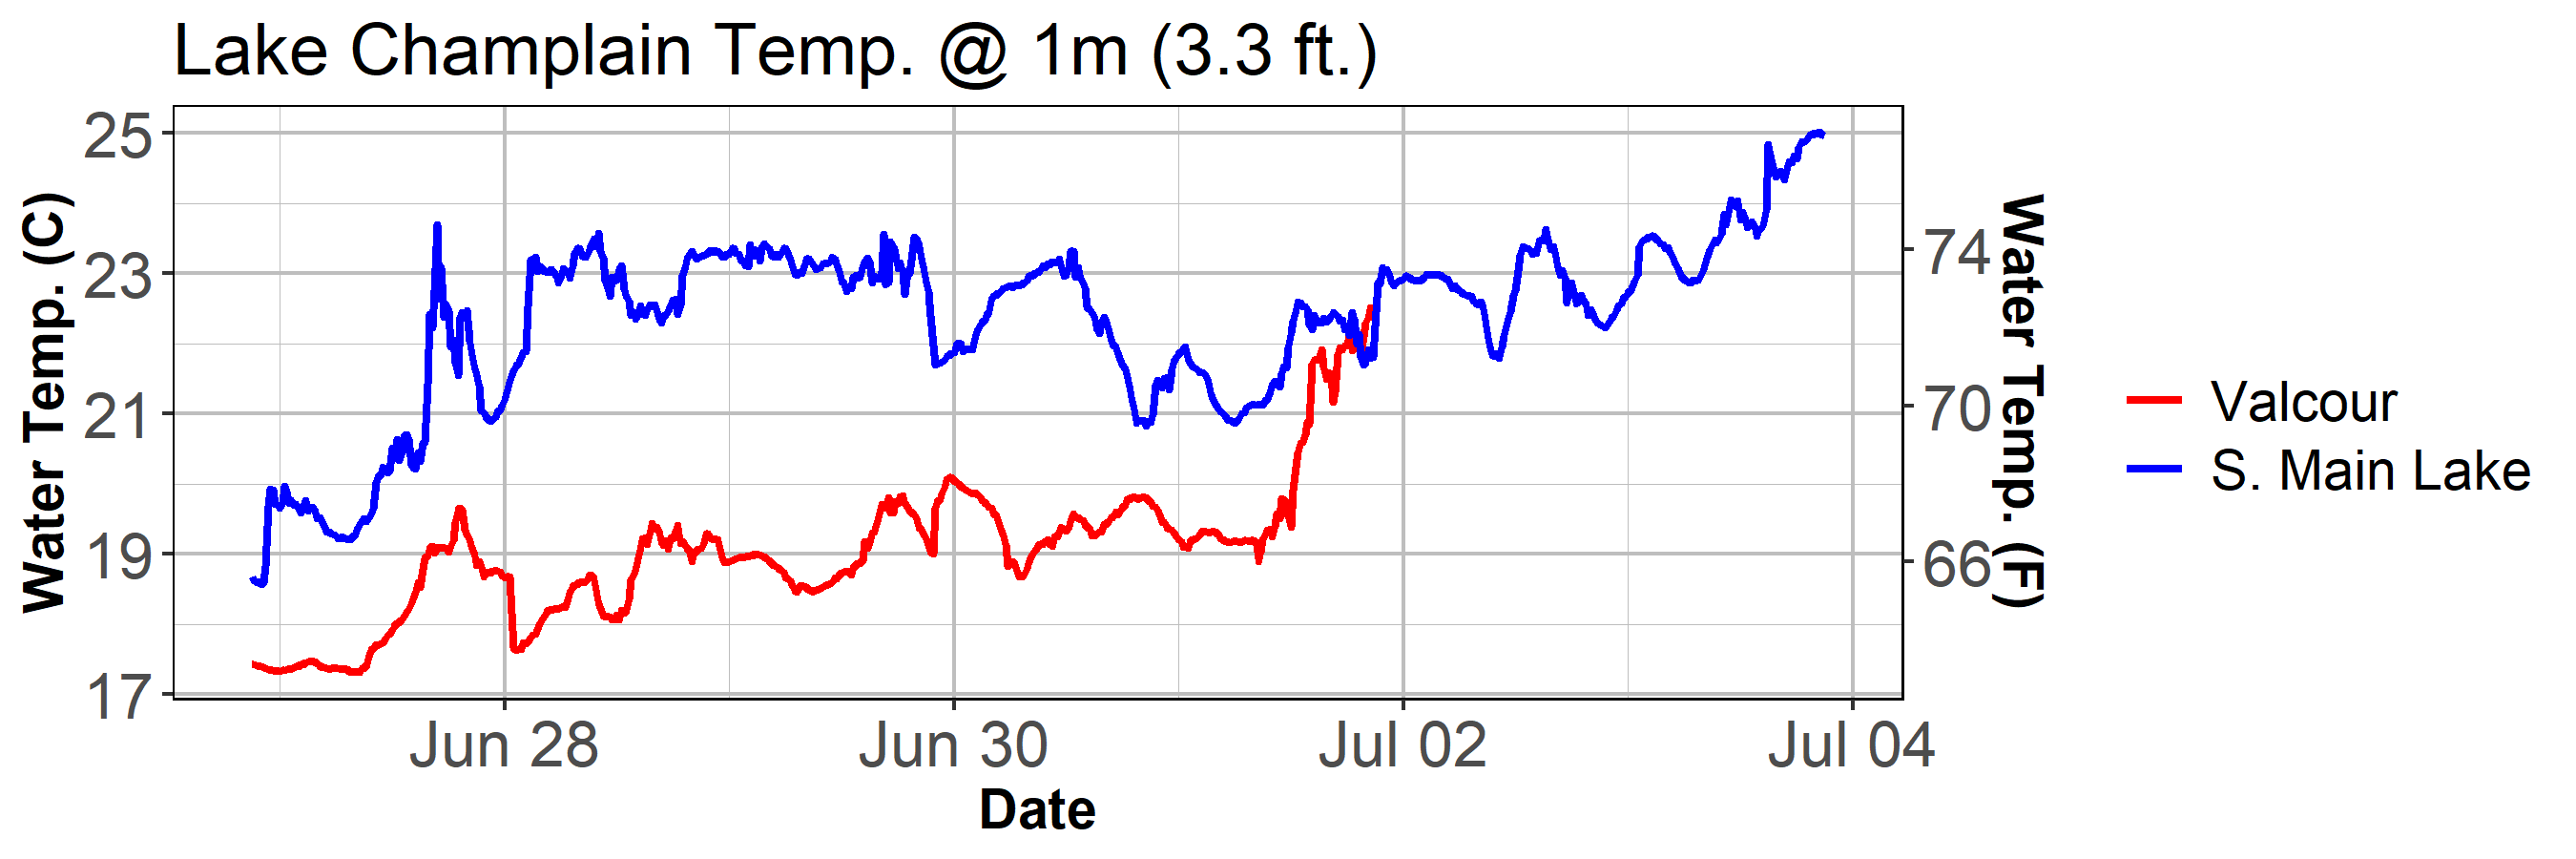 Lake Champlain Temp. @ 1m (3.3 ft.)
Water Temp. (C)
25
23
21
19
17
74
70
66
Water Temp. (F)
Jun 28
Jun 30
Jul 02
Jul 04
Date
Valcour
S. Main Lake